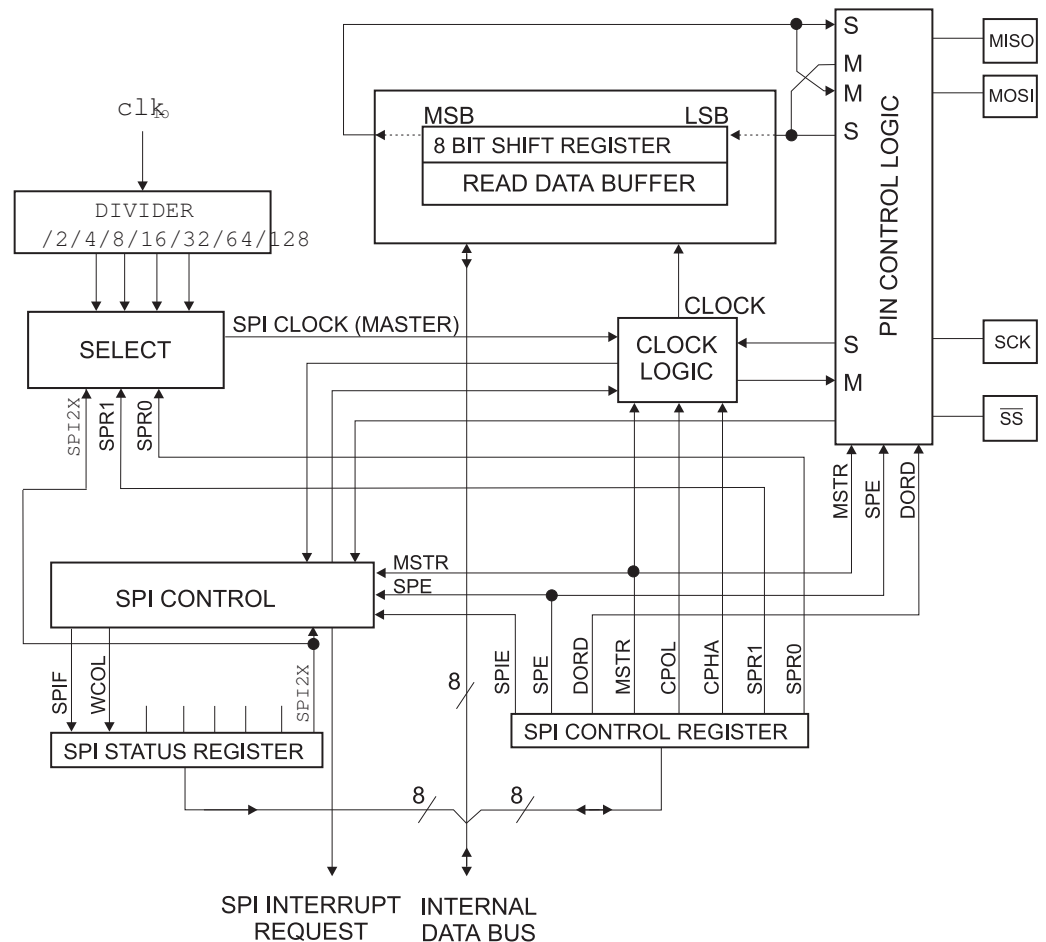 S
MISO
M
M
MOSI
clkIO
MSB
LSB
S
8 BIT SHIFT REGISTER
READ DATA BUFFER
PIN CONTROL LOGIC
DIVIDER
/2/4/8/16/32/64/128
CLOCK
SPI CLOCK (MASTER)
SELECT
CLOCK
LOGIC
S
M
SCK
SS
SPI2X
SPR1
SPR0
MSTR
SPE
DORD
MSTR
SPE
SPI CONTROL
SPIF
WCOL
SPI2X
8
SPIE
SPE
DORD
MSTR
CPOL
CPHA
SPR1
SPR0
SPI STATUS REGISTER
SPI CONTROL REGISTER
8
8
SPI INTERRUPT
REQUEST
INTERNAL
DATA BUS